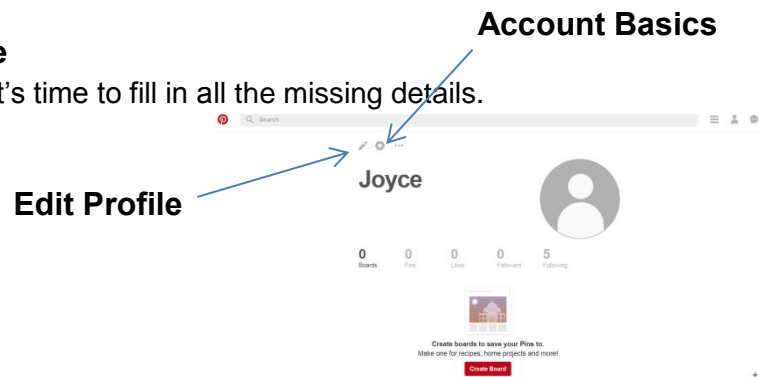 Account Basics
e
t’s time to fill in all the missing details.
Search
Edit Profile
Joyce
0 0 0 0 5
Boards Pins Likes Followers Following
Create boards to save your Pins to.
Make one for recipes, home projects and more!
Create Board